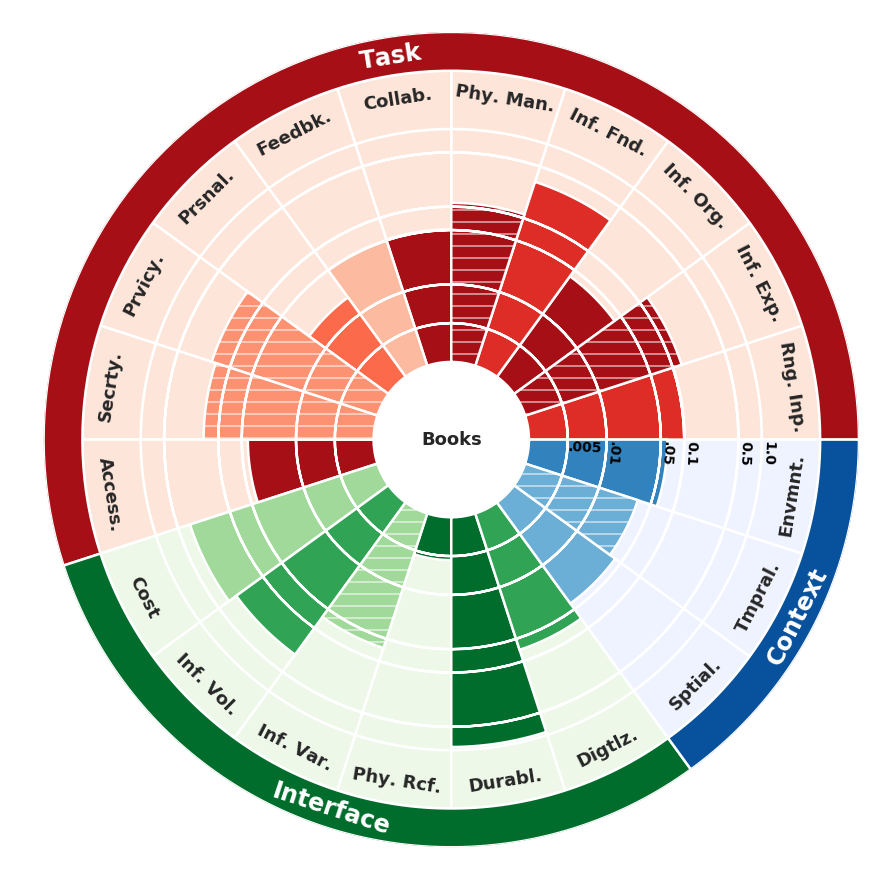 Task
Collab.
Phy. Man.
Feedbk.
Inf. Fnd.
Prsnal.
Inf. Org.
Prvicy.
Inf. Exp.
Secrty.
Rng. Inp.
Books
.005
.01
.05
0.1
0.5
1.0
Access.
Envmnt.
Cost
Tmpral.
Context
Inf. Vol.
Sptial.
Inf. Var.
Digtlz.
Phy. Rcf.
Durabl.
Interface